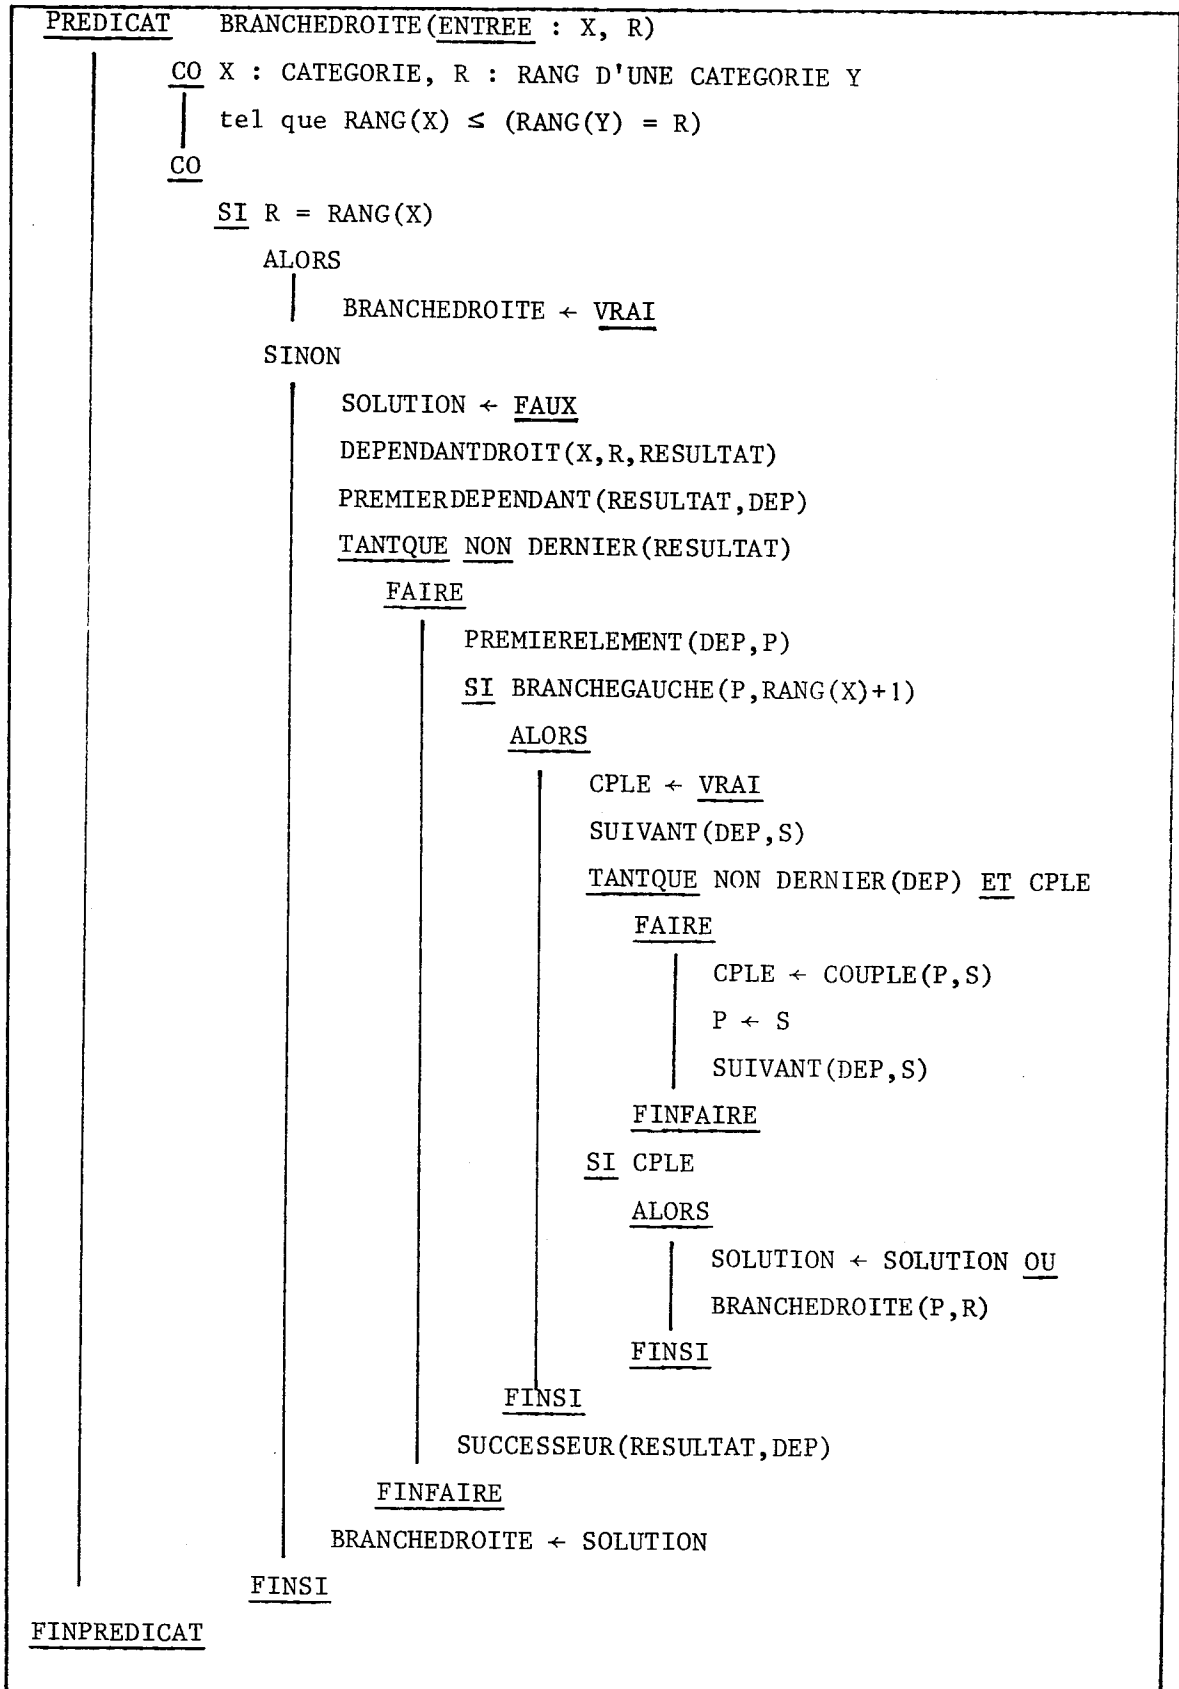 PREDICAT BRANCHEDROITE(ENTREE : X, R)
CO X : CATEGORIE, R : RANG D'UNE CATEGORIE Y
tel que RANG(X) ≤ (RANG(Y) = R)
CO
SI R = RANG(X)
ALORS
BRANCHEDROITE ← VRAI
SINON
SOLUTION ← FAUX
DEPENDANTDROIT(X,R,RESULTAT)
PREMIERDEPENDANT(RESULTAT,DEP)
TANTQUE NON DERNIER(RESULTAT)
FAIRE
PREMIERELEMENT(DEP,P)
SI BRANCHEGAUCHE(P,RANG(X)+1)
ALORS
CPLE ← VRAI
SUIVANT(DEP,S)
TANTQUE NON DERNIER(DEP) ET CPLE
FAIRE
CPLE ← COUPLE(P,S)
P ← S
SUIVANT(DEP,S)
FINFAIRE
SI CPLE
ALORS
SOLUTION ← SOLUTION OU
BRANCHEDROITE(P,R)
FINSI
FINSI
SUCCESSEUR(RESULTAT,DEP)
FINFAIRE
BRANCHEDROITE ← SOLUTION
FINSI
FINPREDICAT